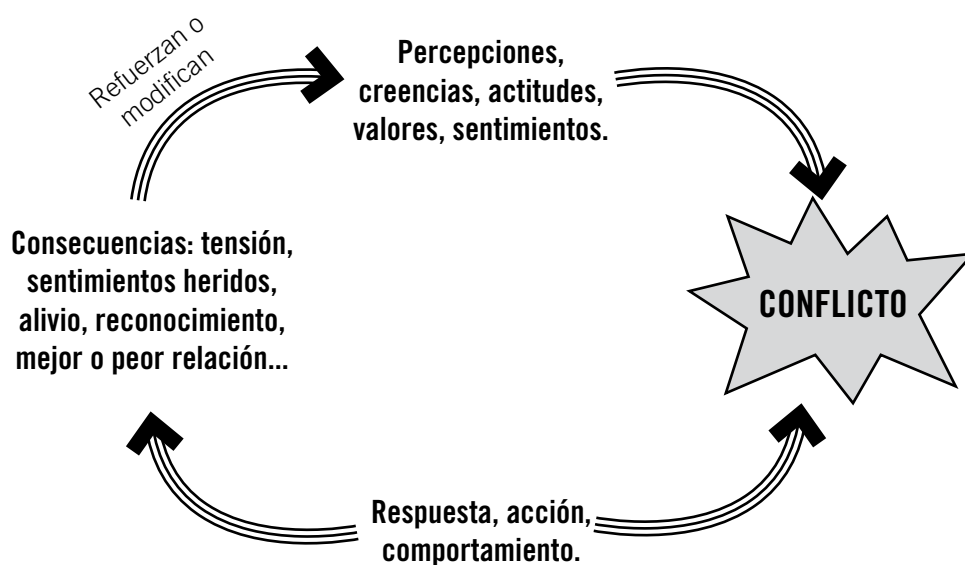 Refuerzan o
modifican
Percepciones,
creencias, actitudes,
valores, sentimientos.
Consecuencias: tensión,
sentimientos heridos,
alivio, reconocimiento,
mejor o peor relación...
CONFLICTO
Respuesta, acción,
comportamiento.